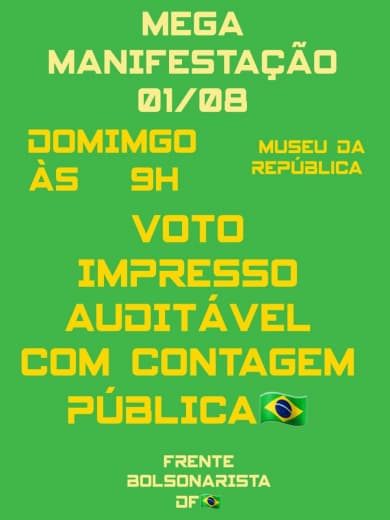 MEGA
MANIFESTAÇÃO
01/08
DOMIMGO
ÀS 9H
MUSEU DA
REPÚBLICA
VOTO
IMPRESSO
AUDITÁVEL
COM CONTAGEM
PÚBLICA🇧🇷
FRENTE
BOLSONARISTA
DF🇧🇷